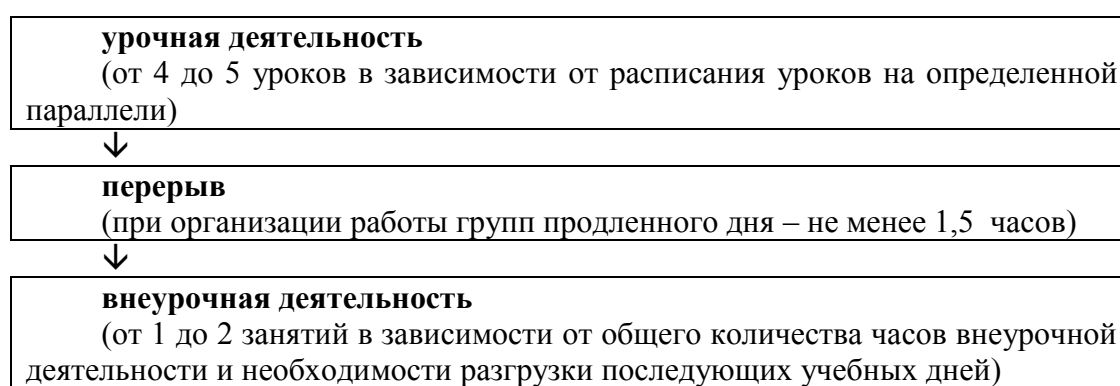 урочная деятельность
(от 4 до 5 уроков в зависимости от расписания уроков на определенной
параллели)
↓
перерыв
(при организации работы групп продленного дня – не менее 1,5 часов)
↓
внеурочная деятельность
(от 1 до 2 занятий в зависимости от общего количества часов внеурочной
деятельности и необходимости разгрузки последующих учебных дней)